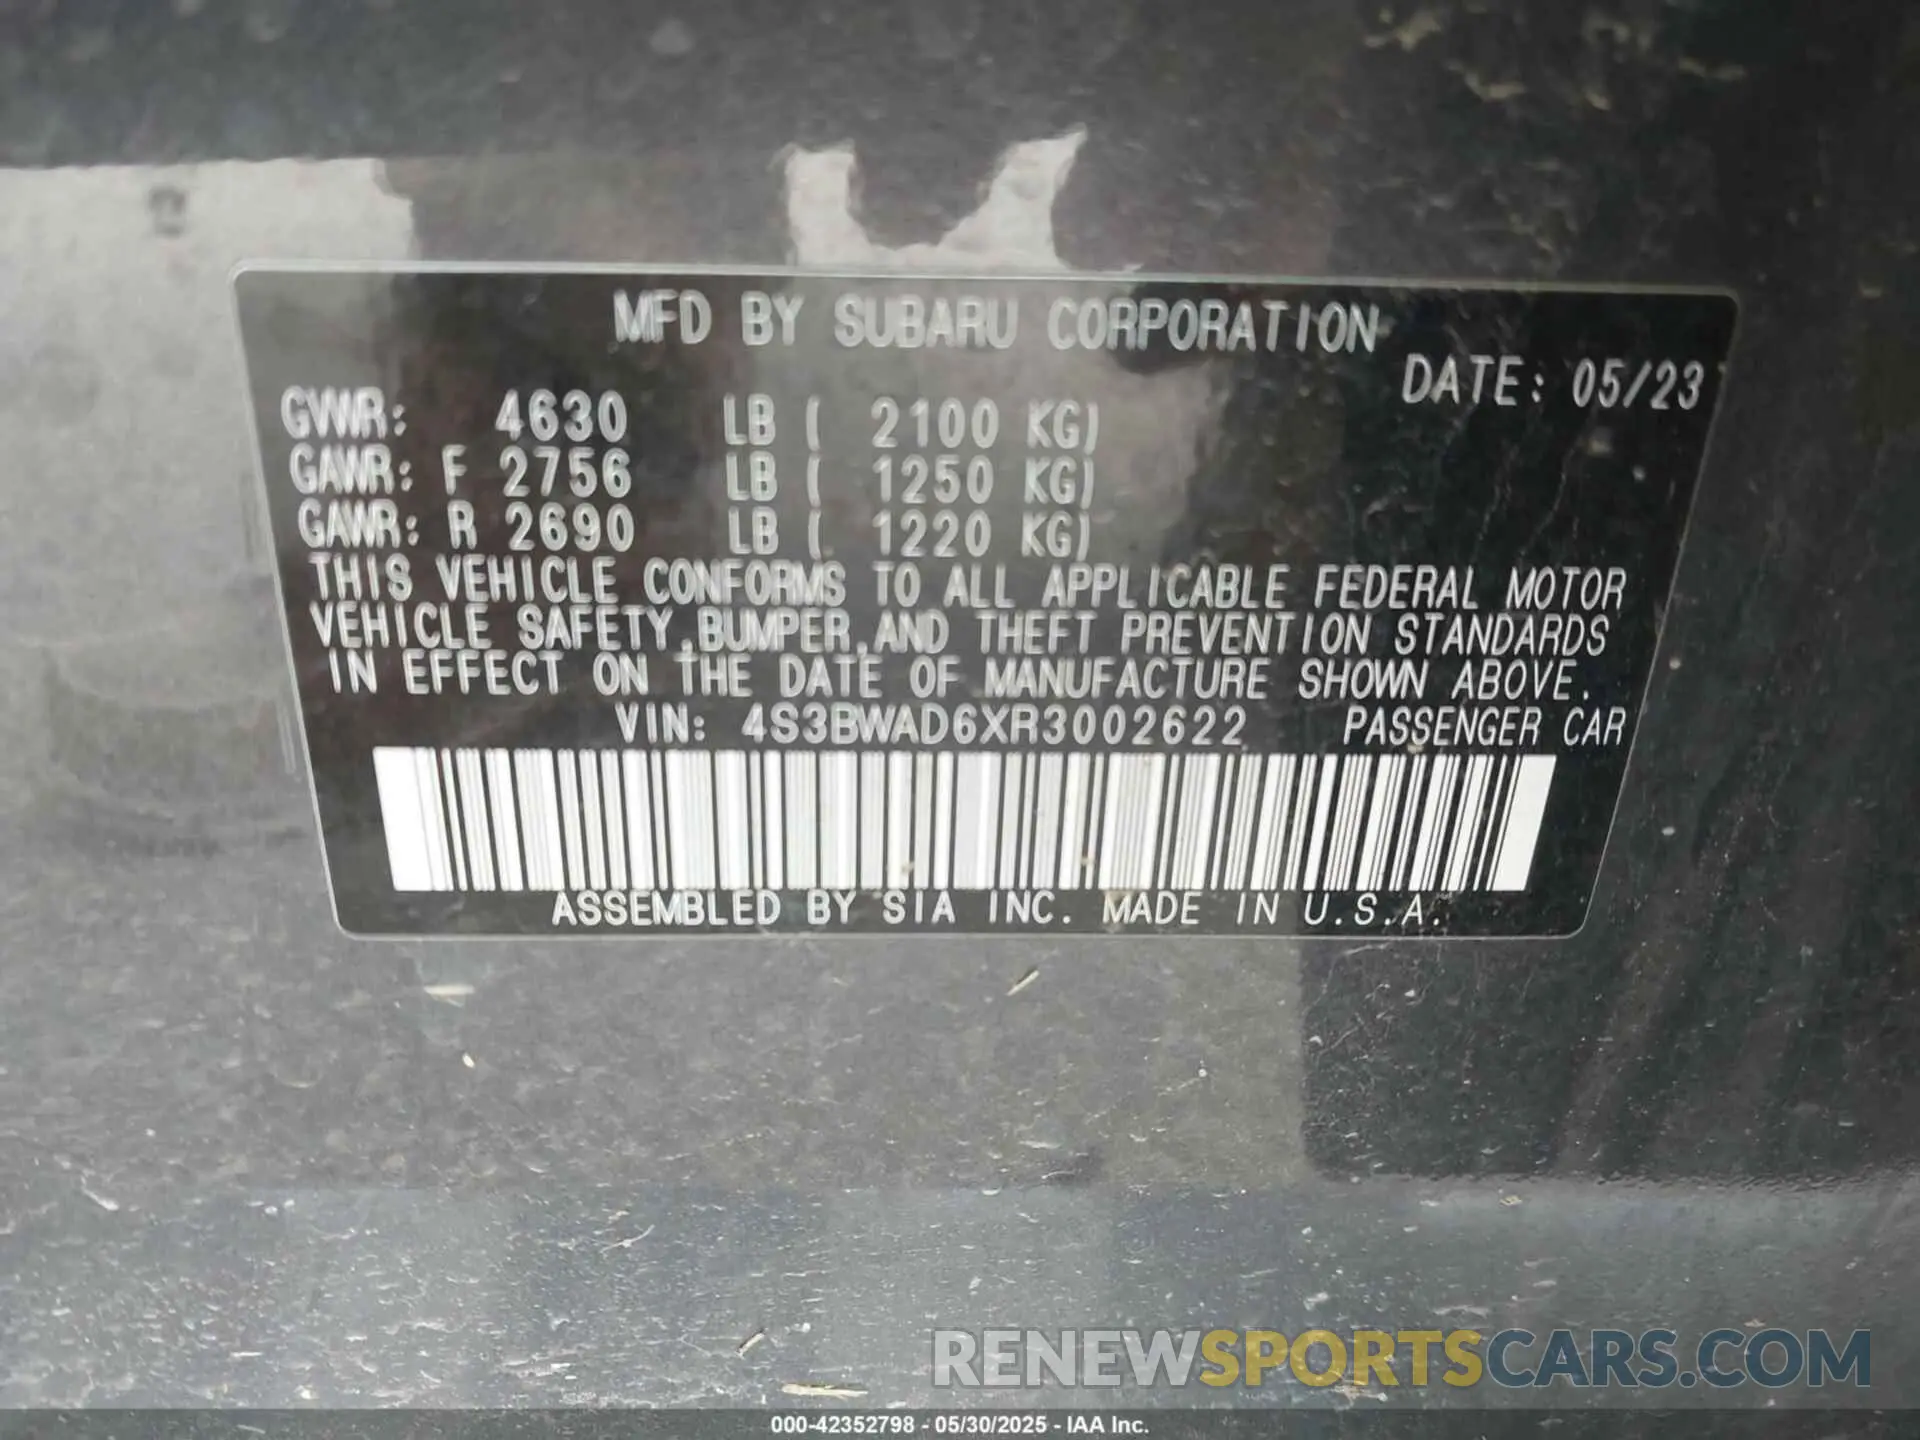 MFD BY SUBARU CORPORATION
DATE: 05/23
GVWR: 4630 LB ( 2100 KG)
GAWR: F 2756 LB ( 1250 KG)
GAWR: R 2690 LB ( 1220 KG)
THIS VEHICLE CONFORMS TO ALL APPLICABLE FEDERAL MOTOR
VEHICLE SAFETY,BUMPER,AND THEFT PREVENTION STANDARDS
IN EFFECT ON THE DATE OF MANUFACTURE SHOWN ABOVE.
VIN: 4S3BWAD6XR3002622 PASSENGER CAR
ASSEMBLED BY SIA INC. MADE IN U.S.A.
RENEWSPORTSCARS.COM
000-42352798 - 05/30/2025 - IAA Inc.